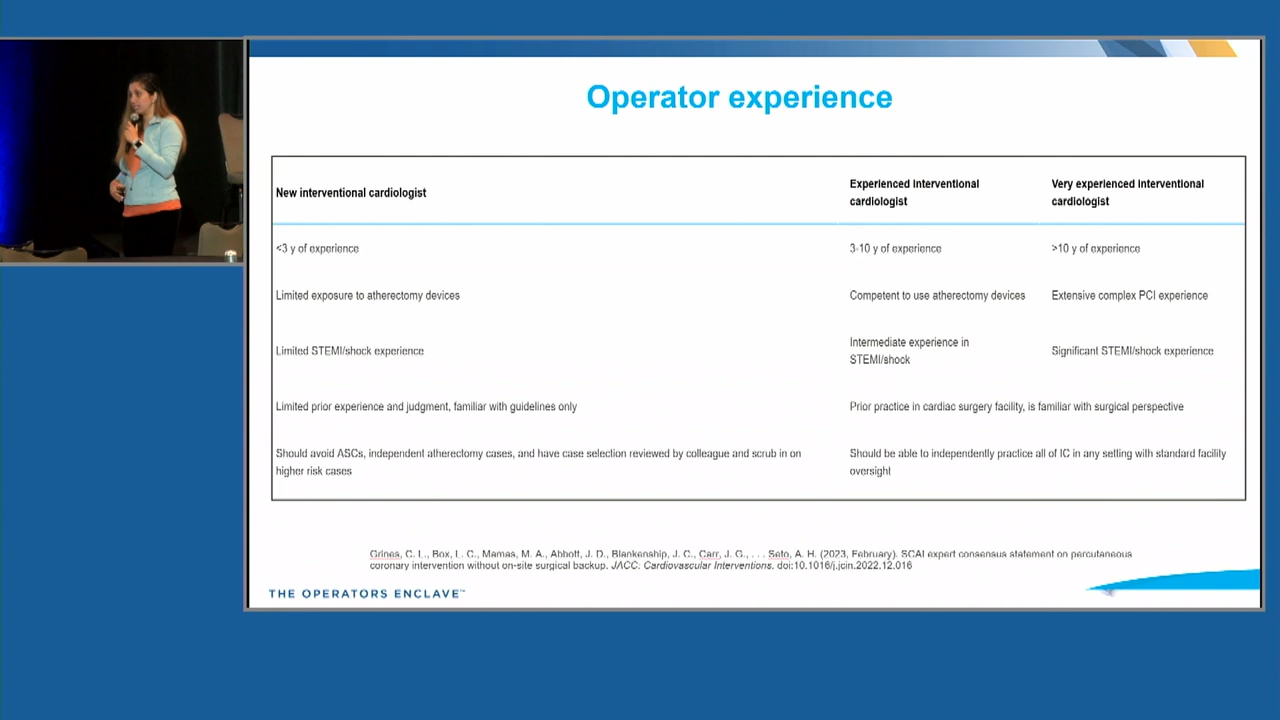 Operator experience
New interventional cardiologist
Experienced interventional
cardiologist
Very experienced interventional
cardiologist
<3 y of experience
3-10 y of experience
>10 y of experience
Limited exposure to atherectomy devices
Competent to use atherectomy devices
Extensive complex PCI experience
Limited STEMI/shock experience
Intermediate experience in
STEMI/shock
Significant STEMI/shock experience
Limited prior experience and judgment, familiar with guidelines only
Prior practice in cardiac surgery facility, is familiar with surgical perspective
Should avoid ASCs, independent atherectomy cases, and have case selection reviewed by colleague and scrub in on
higher risk cases
Should be able to independently practice all of IC in any setting with standard facility
oversight
Grines, C. L., Box, L. C., Mamas, M. A., Abbott, J. D., Blankenship, J. C., Carr, J. G., . . . Seto, A. H. (2023, February). SCAI expert consensus statement on percutaneous
coronary intervention without on-site surgical backup. JACC: Cardiovascular Interventions. doi:10.1016/j.jcin.2022.12.016
THE OPERATORS ENCLAVE™